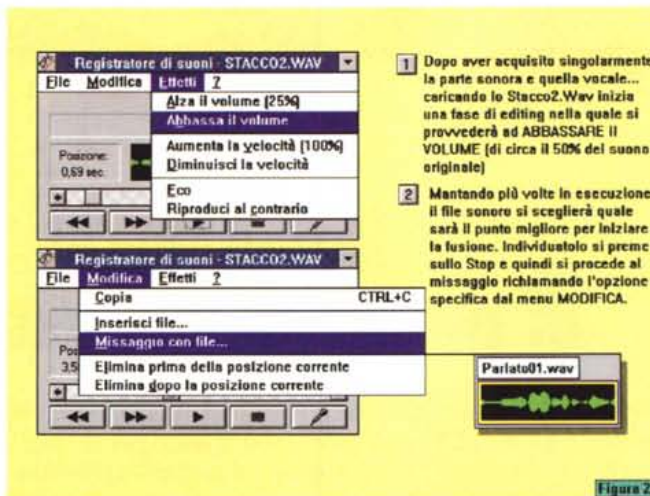 Registratore di suoni - STACCO2.WAV
File Modifica Effetti ?
Alza il volume (25%)
Abbassa il volume
Aumenta la velocità (100%)
Diminuisci la velocità
Eco
Riproduci al contrario
Posizione:
0,69 sec.
1 Dopo aver acquisito singolarmente
la parte sonora e quella vocale...
caricando lo Stacco2.Wav inizia
una fase di editing nella quale si
provvederà ad ABBASSARE Il
VOLUME (di circa il 50% del suono
originale)
2 Mantando più volte in esecuzione
il file sonoro si sceglierà quale
sarà il punto migliore per iniziare
la fusione. Individuatolo si preme
sullo Stop e quindi si procede al
missaggio richiamando l'opzione
specifica dal menu MODIFICA.
Registratore di suoni - STACCO2.WAV
File Modifica Effetti ?
Copia CTRL+C
Inserisci file...
Missaggio con file...
Elimina prima della posizione corrente
Elimina dopo la posizione corrente
Pos
3,5
Parlato01.wav
Figura 2